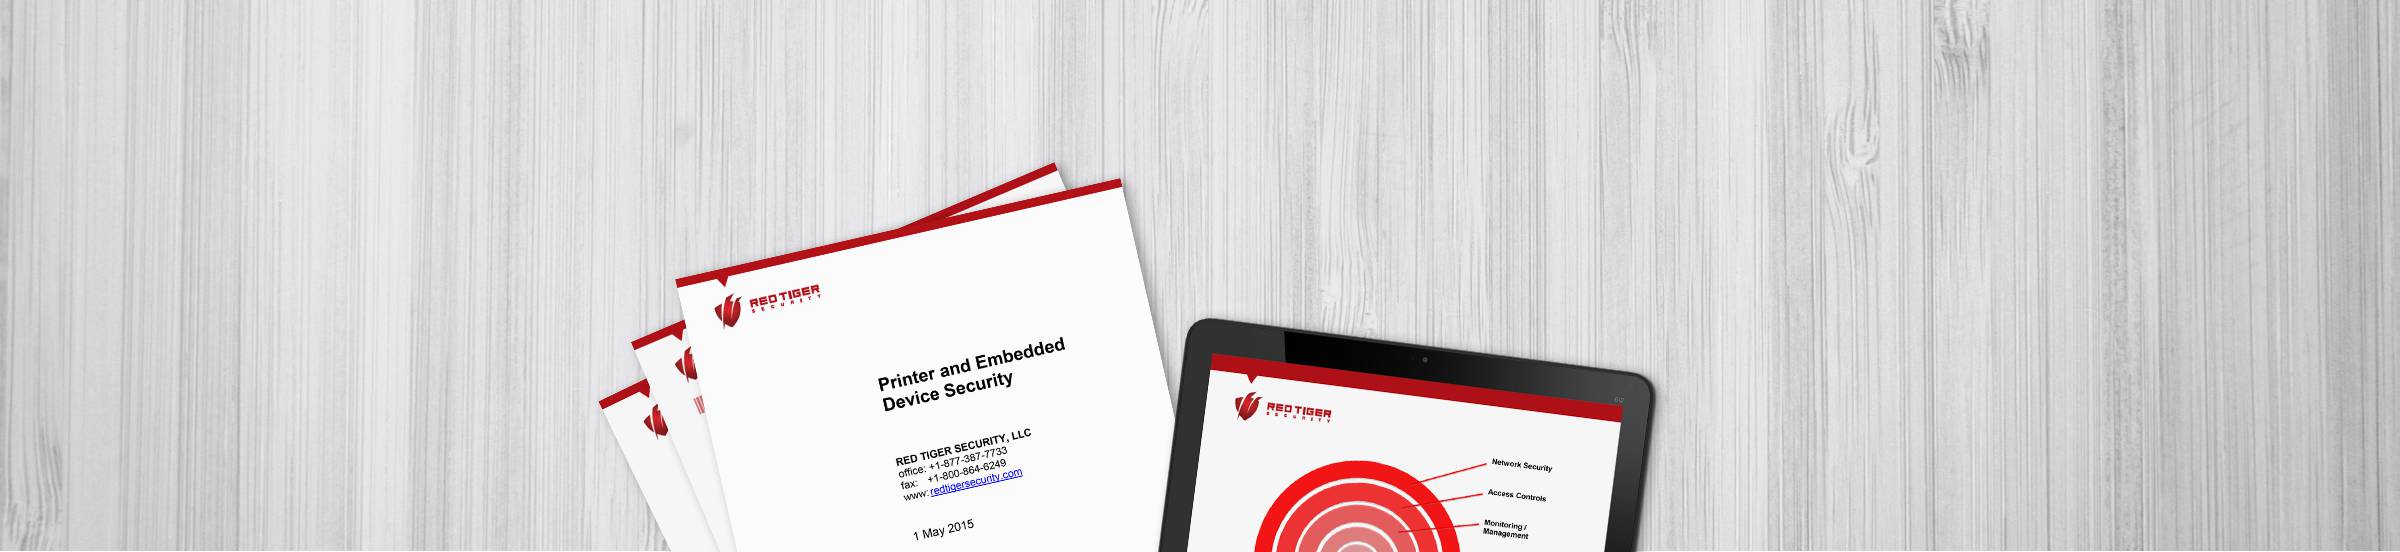 RED TIGER
SECURITY
Printer and Embedded
Device Security
RED TIGER SECURITY, LLC
office: +1-877-387-7733
fax: +1-800-864-6249
www: redtigersecurity.com
1 May 2015
RED TIGER
SECURITY
Network Security
Access Controls
Monitoring /
Management